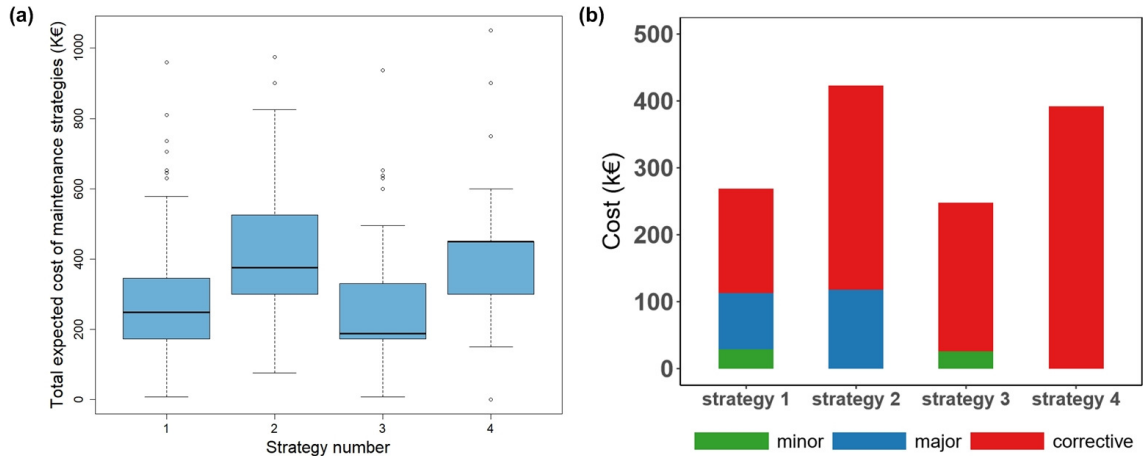 (a)
Total expected cost of maintenance strategies (K€)
1000
800
600
400
200
0
1 2 3 4
Strategy number
(b)
Cost (k€)
500
400
300
200
100
0
strategy 1 strategy 2 strategy 3 strategy 4
minor major corrective